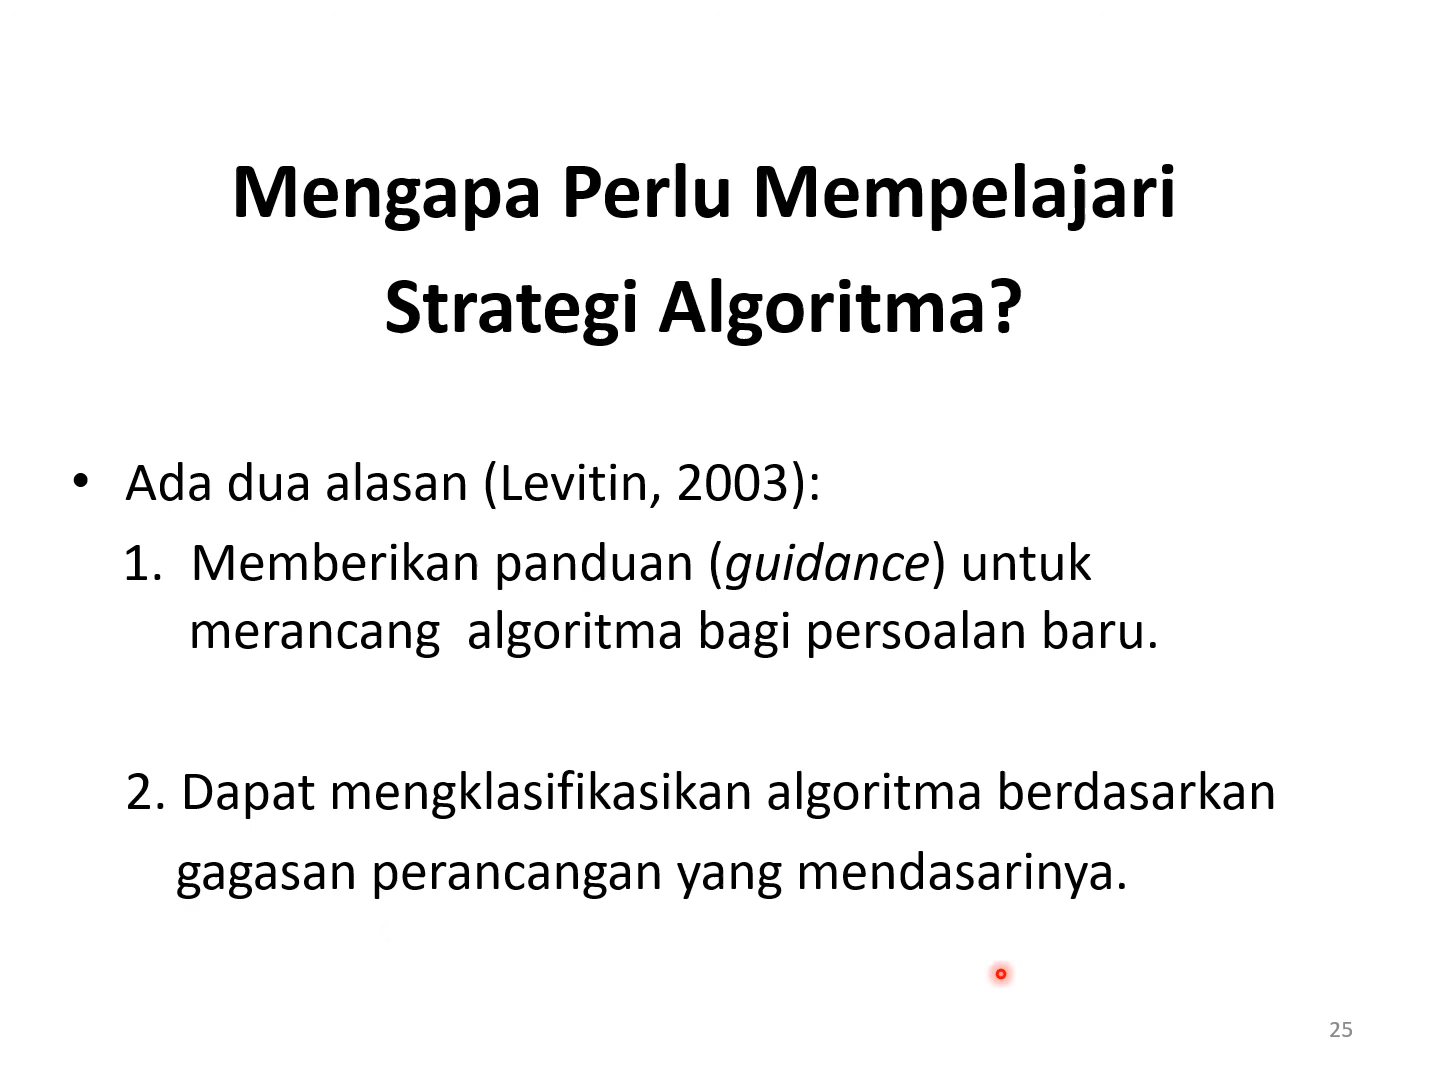 Mengapa Perlu Mempelajari
Strategi Algoritma?
• Ada dua alasan (Levitin, 2003):
1. Memberikan panduan (guidance) untuk
merancang  algoritma bagi persoalan baru.
2. Dapat mengklasifikasikan algoritma berdasarkan
gagasan perancangan yang mendasarinya.
25